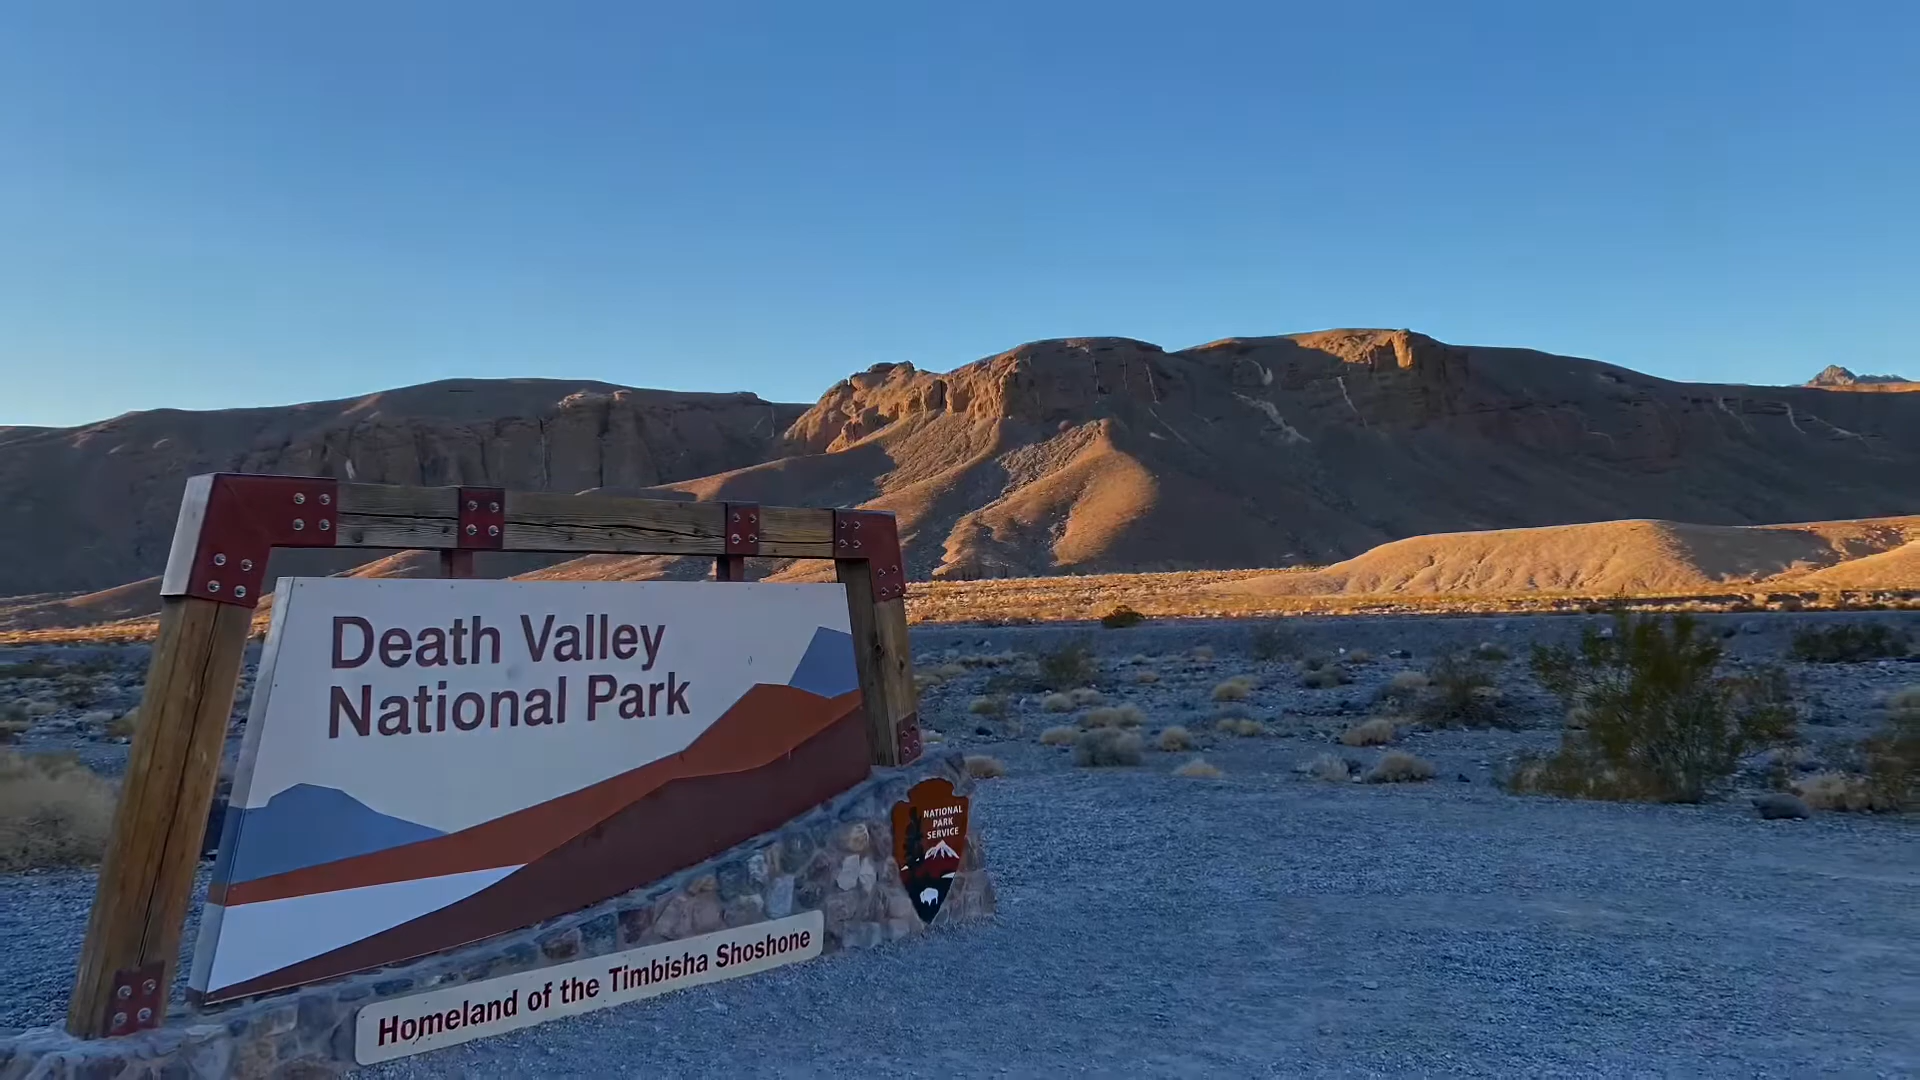 Death Valley
National Park
NATIONAL
PARK
SERVICE
Homeland of the Timbisha Shoshone